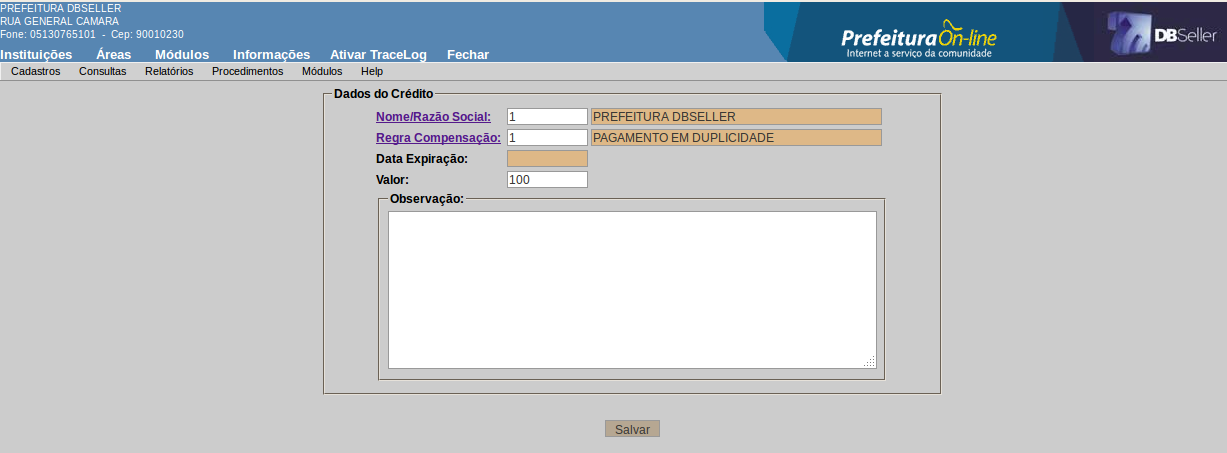 PREFEITURA DBSELLER
RUA GENERAL CAMARA
Fone: 05130765101 - Cep: 90010230
Prefeitura On-line
Internet a serviço da comunidade
DBSeller
Instituições Áreas Módulos Informações Ativar TraceLog Fechar
Cadastros Consultas Relatórios Procedimentos Módulos Help
Dados do Crédito
Nome/Razão Social: 1 PREFEITURA DBSELLER
Regra Compensação: 1 PAGAMENTO EM DUPLICIDADE
Data Expiração:
Valor: 100
Observação:
Salvar